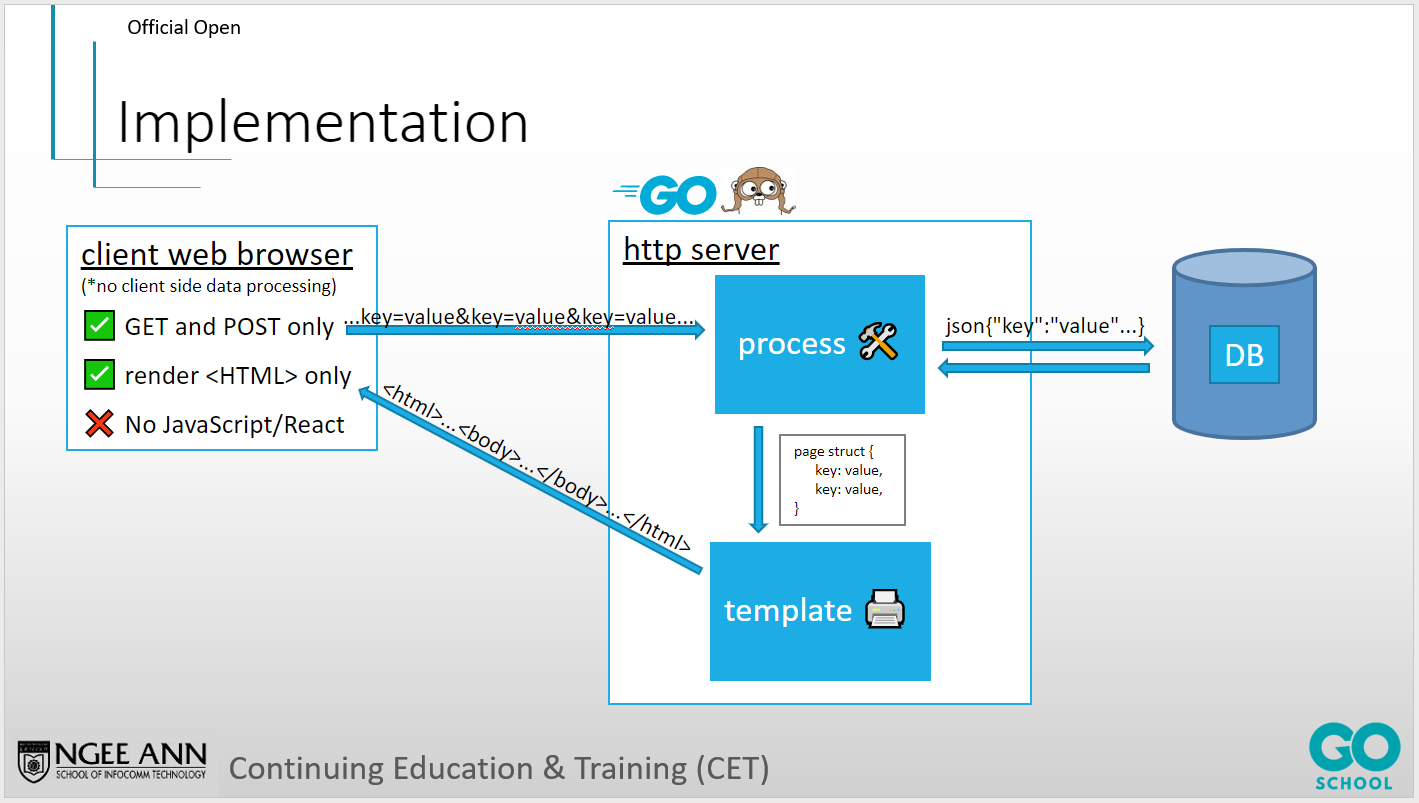 Official Open
Implementation
GO
client web browser
(*no client side data processing)
GET and POST only
render <HTML> only
No JavaScript/React
...key=value&key=value&key=value...
<html>...<body>...</body>...</html>
http server
process
json{"key":"value"...}
DB
page struct {
key: value,
key: value,
}
template
NGEE ANN
SCHOOL OF INFOCOMM TECHNOLOGY
Continuing Education & Training (CET)
GO
SCHOOL